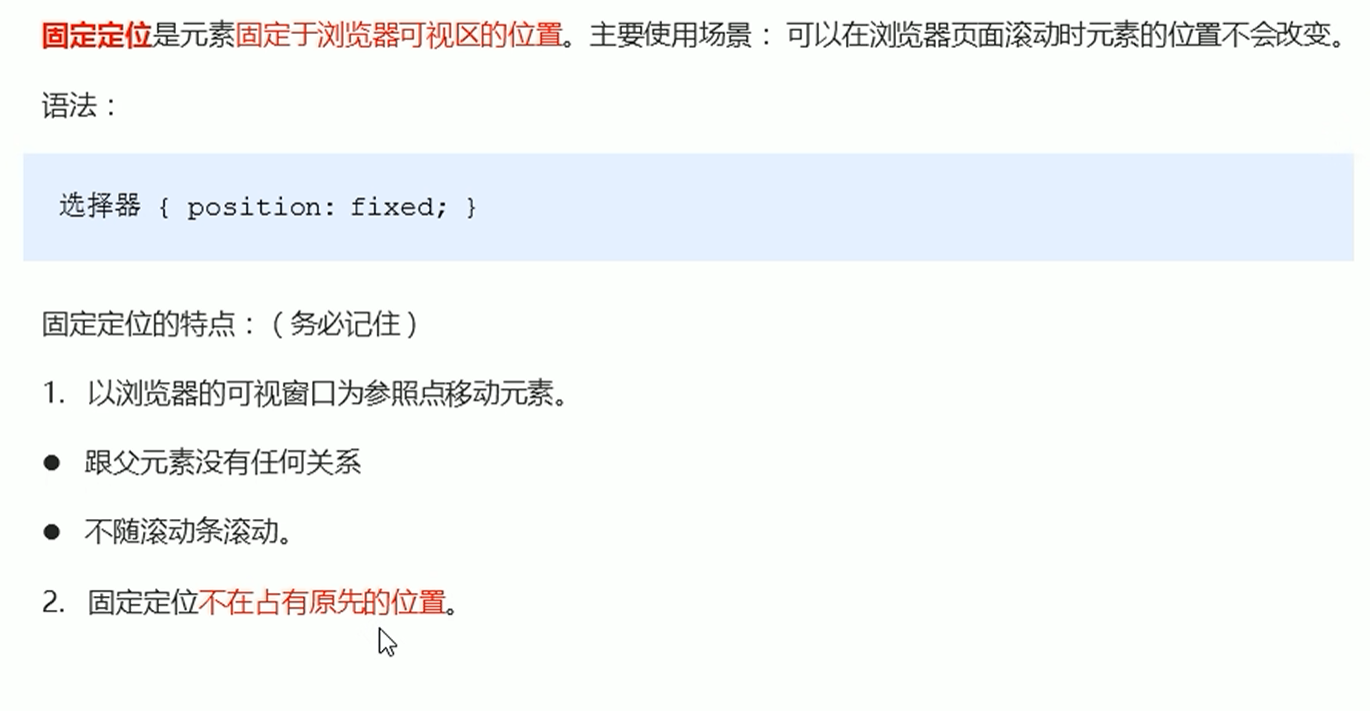 固定定位是元素固定于浏览器可视区的位置。主要使用场景： 可以在浏览器页面滚动时元素的位置不会改变。
语法：
选择器 { position: fixed; }
固定定位的特点：（务必记住）
1. 以浏览器的可视窗口为参照点移动元素。
● 跟父元素没有任何关系
● 不随滚动条滚动。
2. 固定定位不在占有原先的位置。